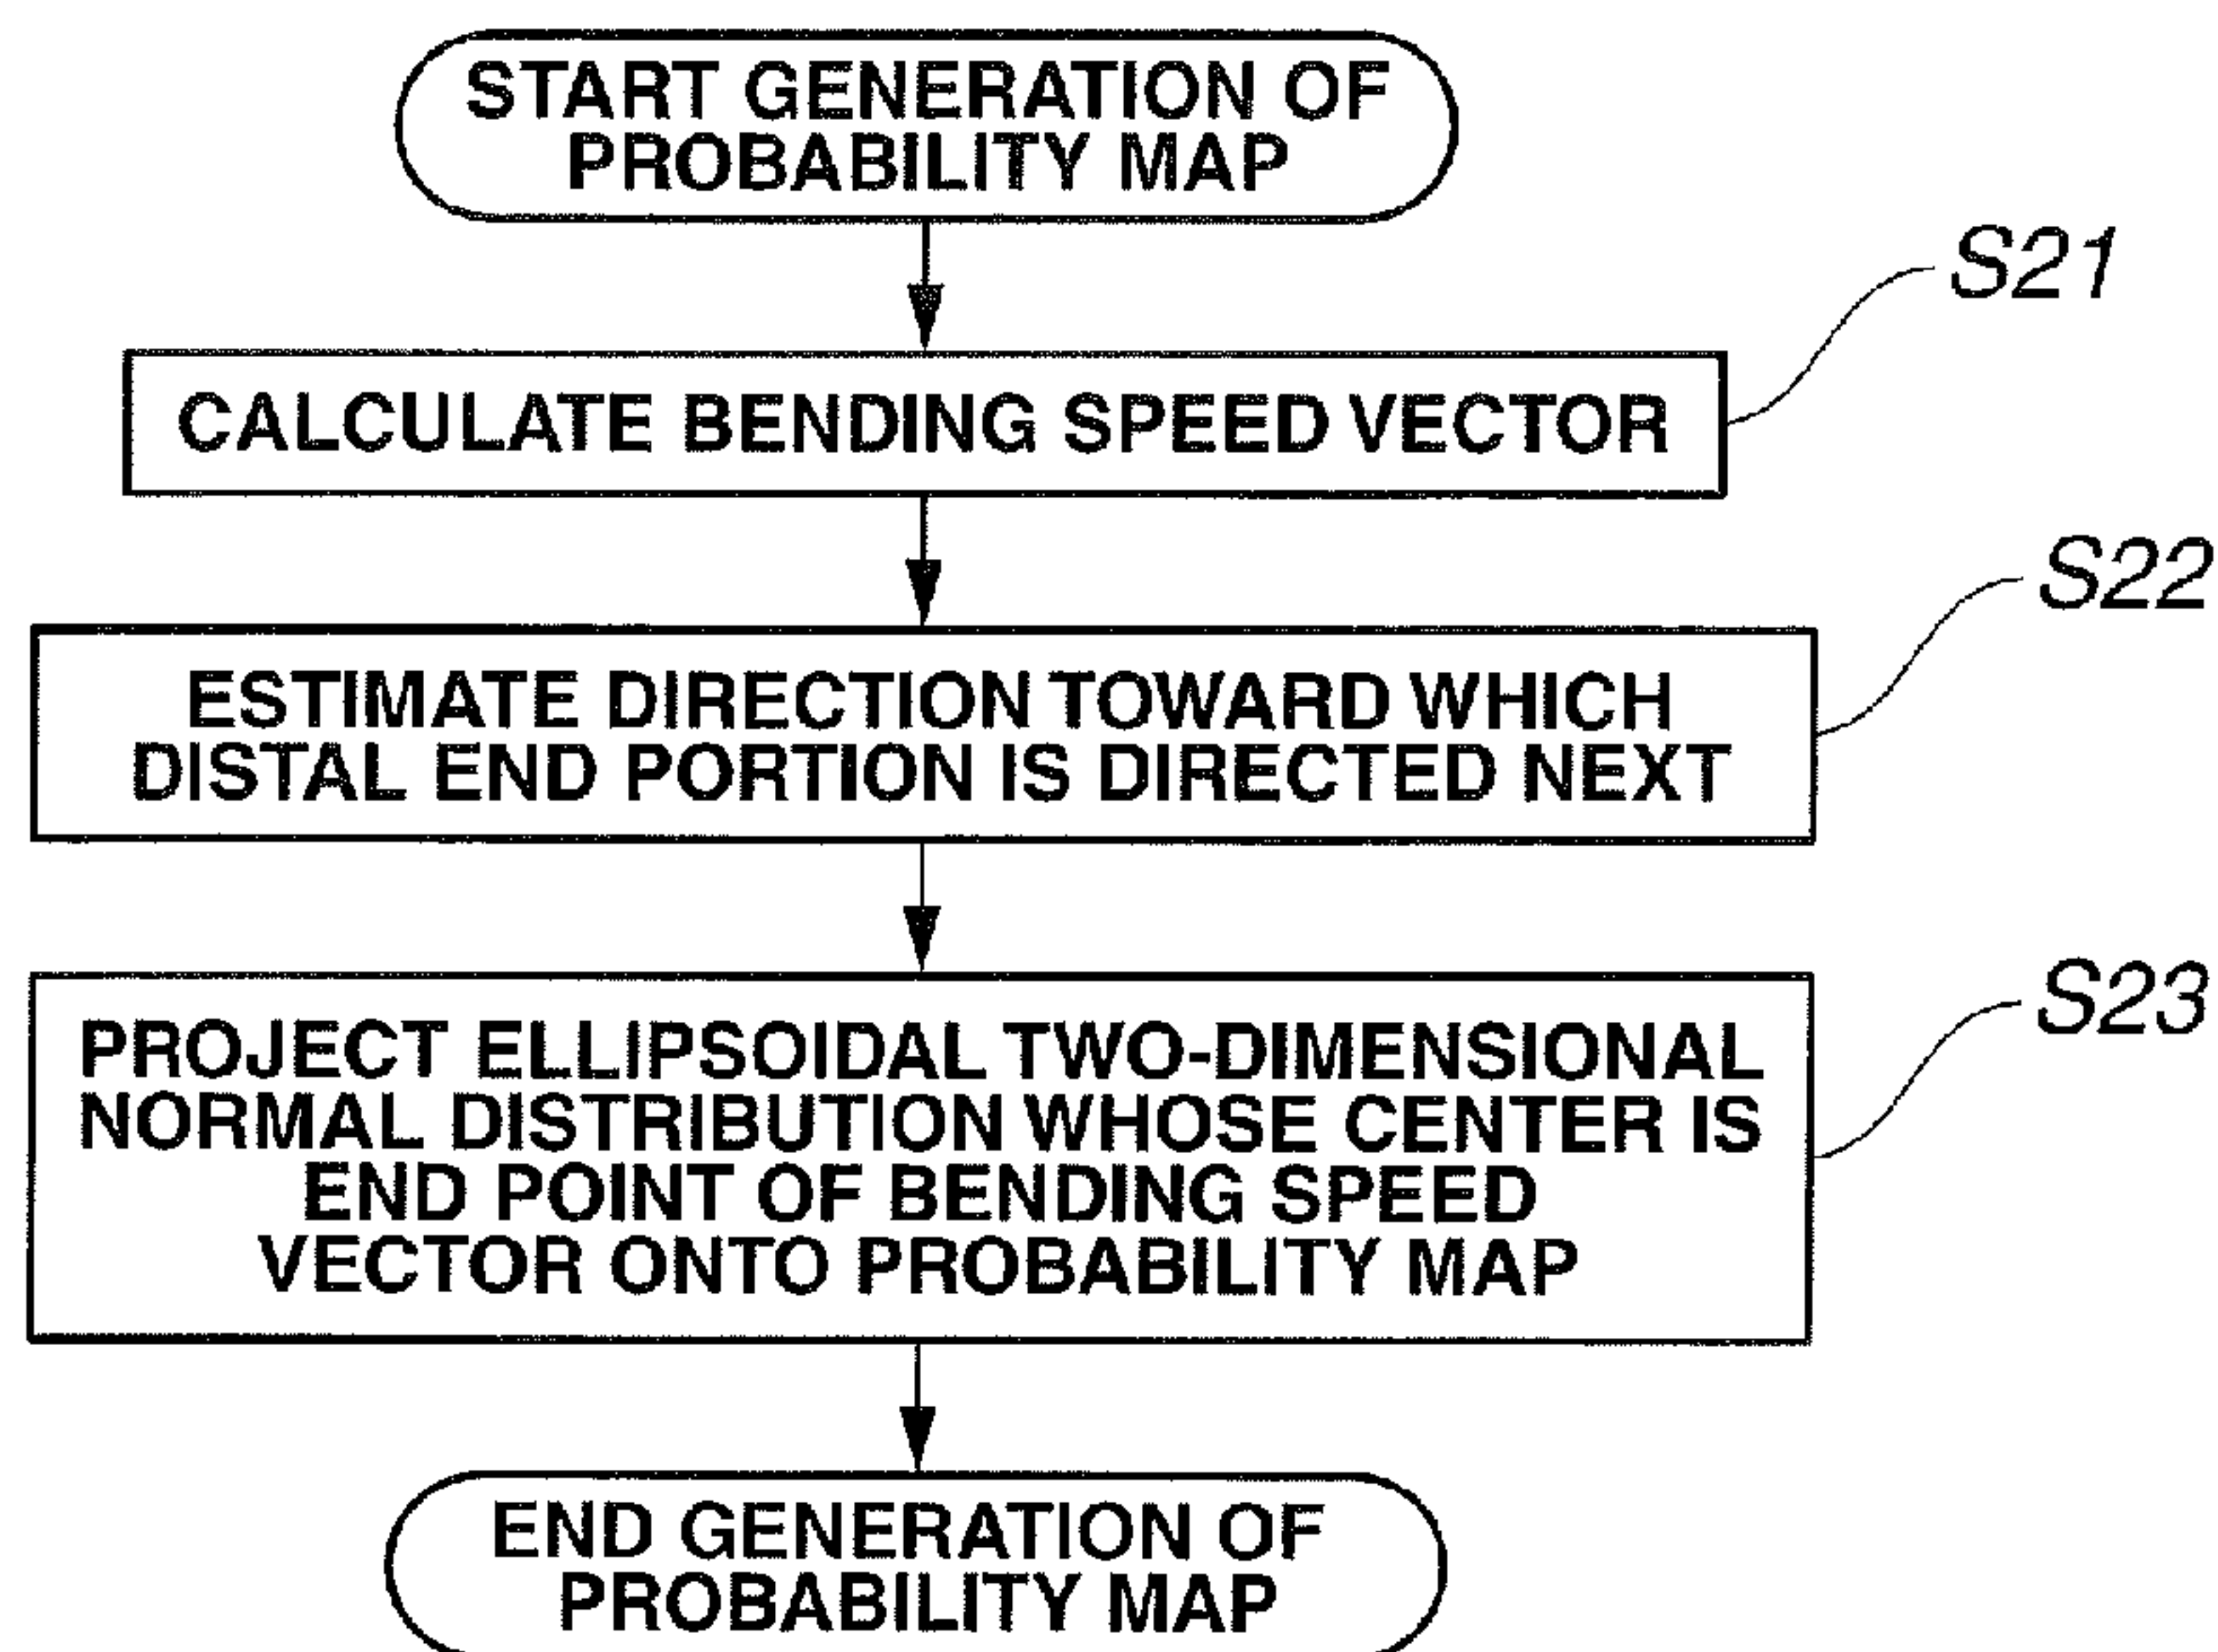 START GENERATION OF
PROBABILITY MAP
S21
CALCULATE BENDING SPEED VECTOR
S22
ESTIMATE DIRECTION TOWARD WHICH
DISTAL END PORTION IS DIRECTED NEXT
S23
PROJECT ELLIPSOIDAL TWO-DIMENSIONAL
NORMAL DISTRIBUTION WHOSE CENTER IS
END POINT OF BENDING SPEED
VECTOR ONTO PROBABILITY MAP
END GENERATION OF
PROBABILITY MAP